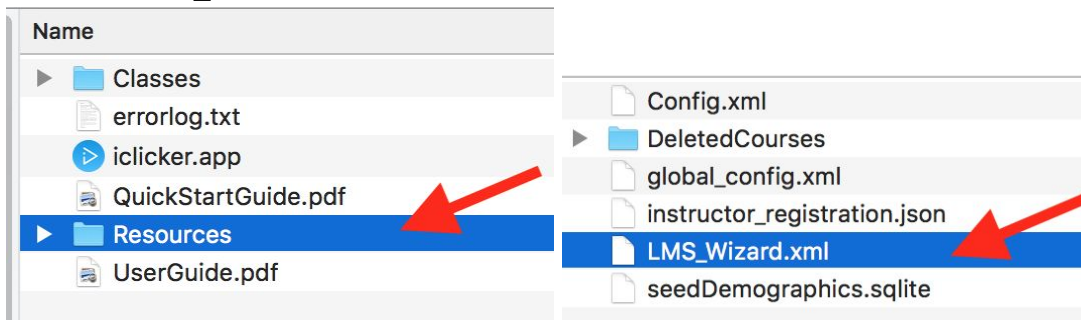 Name
Classes
errorlog.txt
iclicker.app
QuickStartGuide.pdf
Resources
UserGuide.pdf
Config.xml
DeletedCourses
global_config.xml
instructor_registration.json
LMS_Wizard.xml
seedDemographics.sqlite